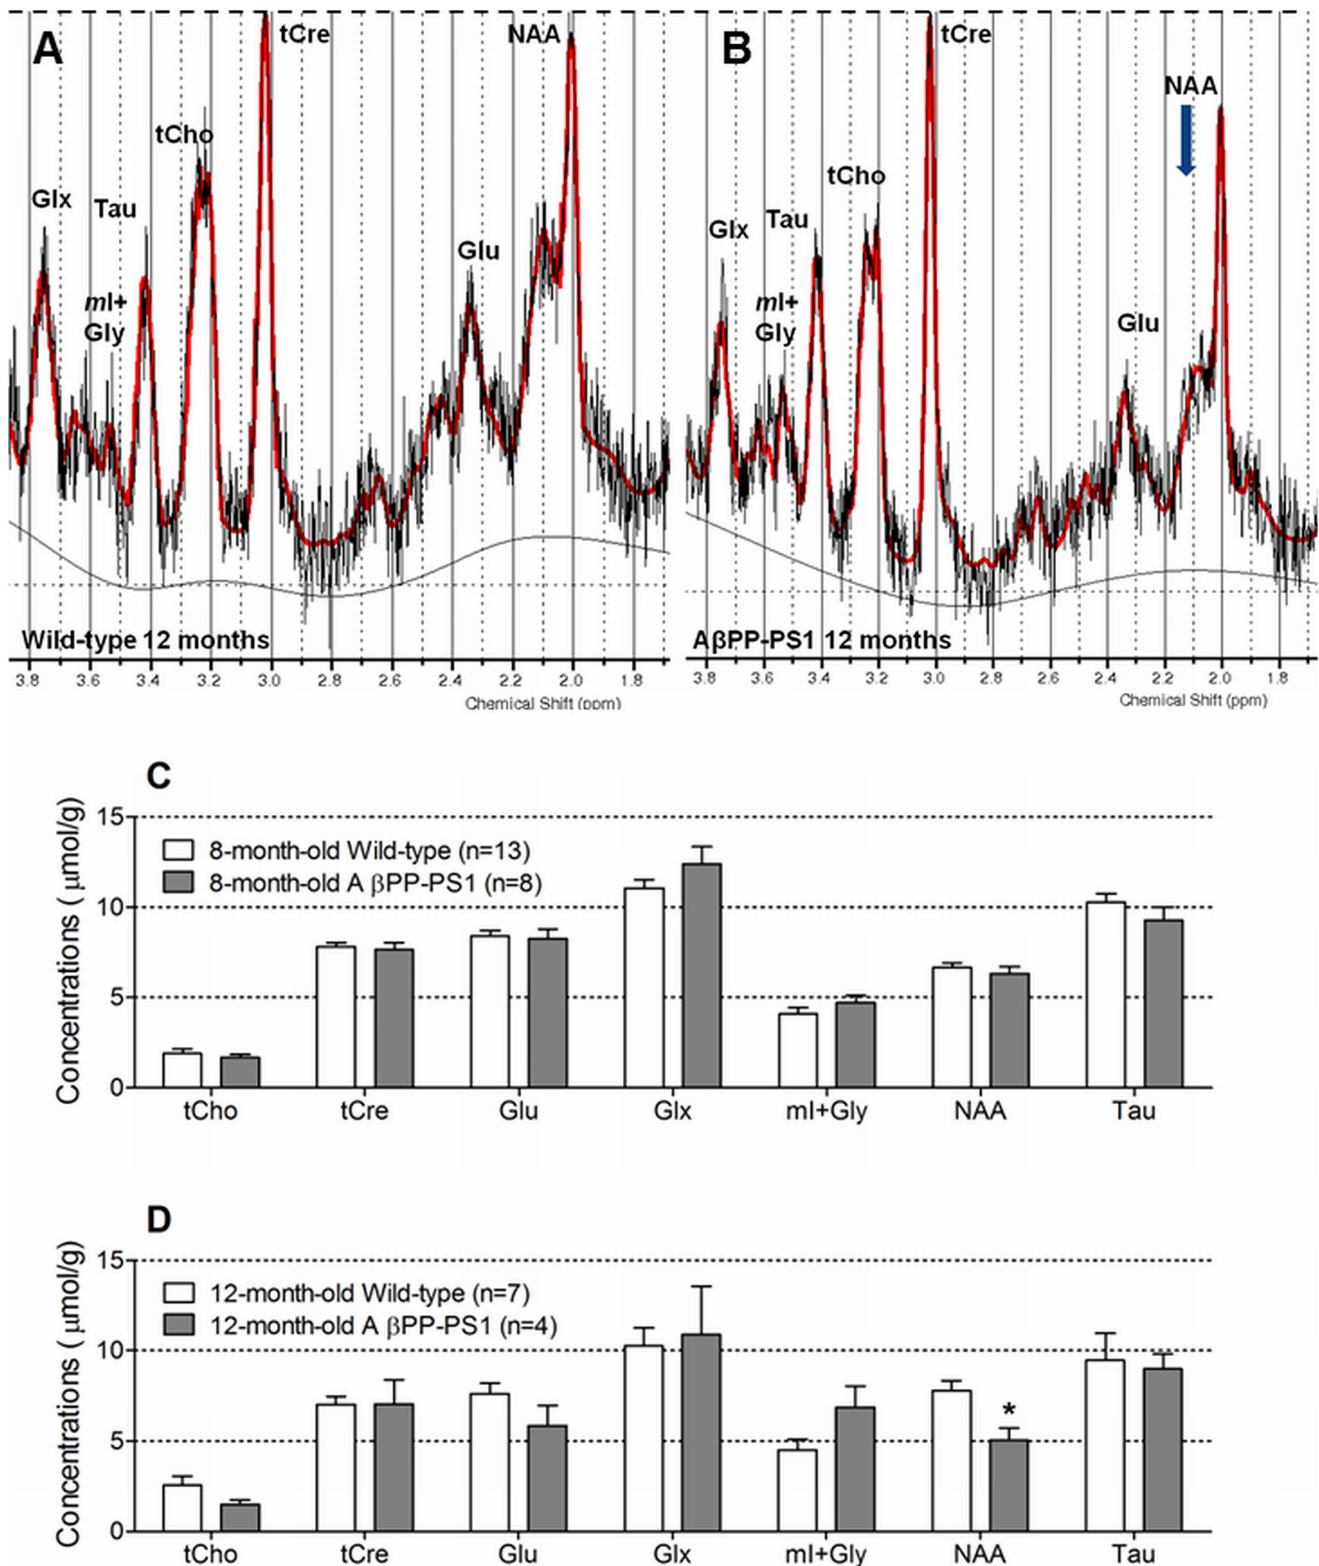 A
tCre
NAA
tCho
Glx
Tau
Glu
mI+
Gly
Wild-type 12 months
3.8 3.6 3.4 3.2 3.0 2.8 2.6 2.4 2.2 2.0 1.8
Chemical Shift (ppm)
B
tCre
NAA
tCho
Glx
Tau
mI+
Gly
Glu
AβPP-PS1 12 months
3.8 3.6 3.4 3.2 3.0 2.8 2.6 2.4 2.2 2.0 1.8
Chemical Shift (ppm)
C
Concentrations ( μmol/g)
15
10
5
0
8-month-old Wild-type (n=13)
8-month-old A βPP-PS1 (n=8)
tCho tCre Glu Glx mI+Gly NAA Tau
D
Concentrations ( μmol/g)
15
10
5
0
12-month-old Wild-type (n=7)
12-month-old A βPP-PS1 (n=4)
*
tCho tCre Glu Glx mI+Gly NAA Tau